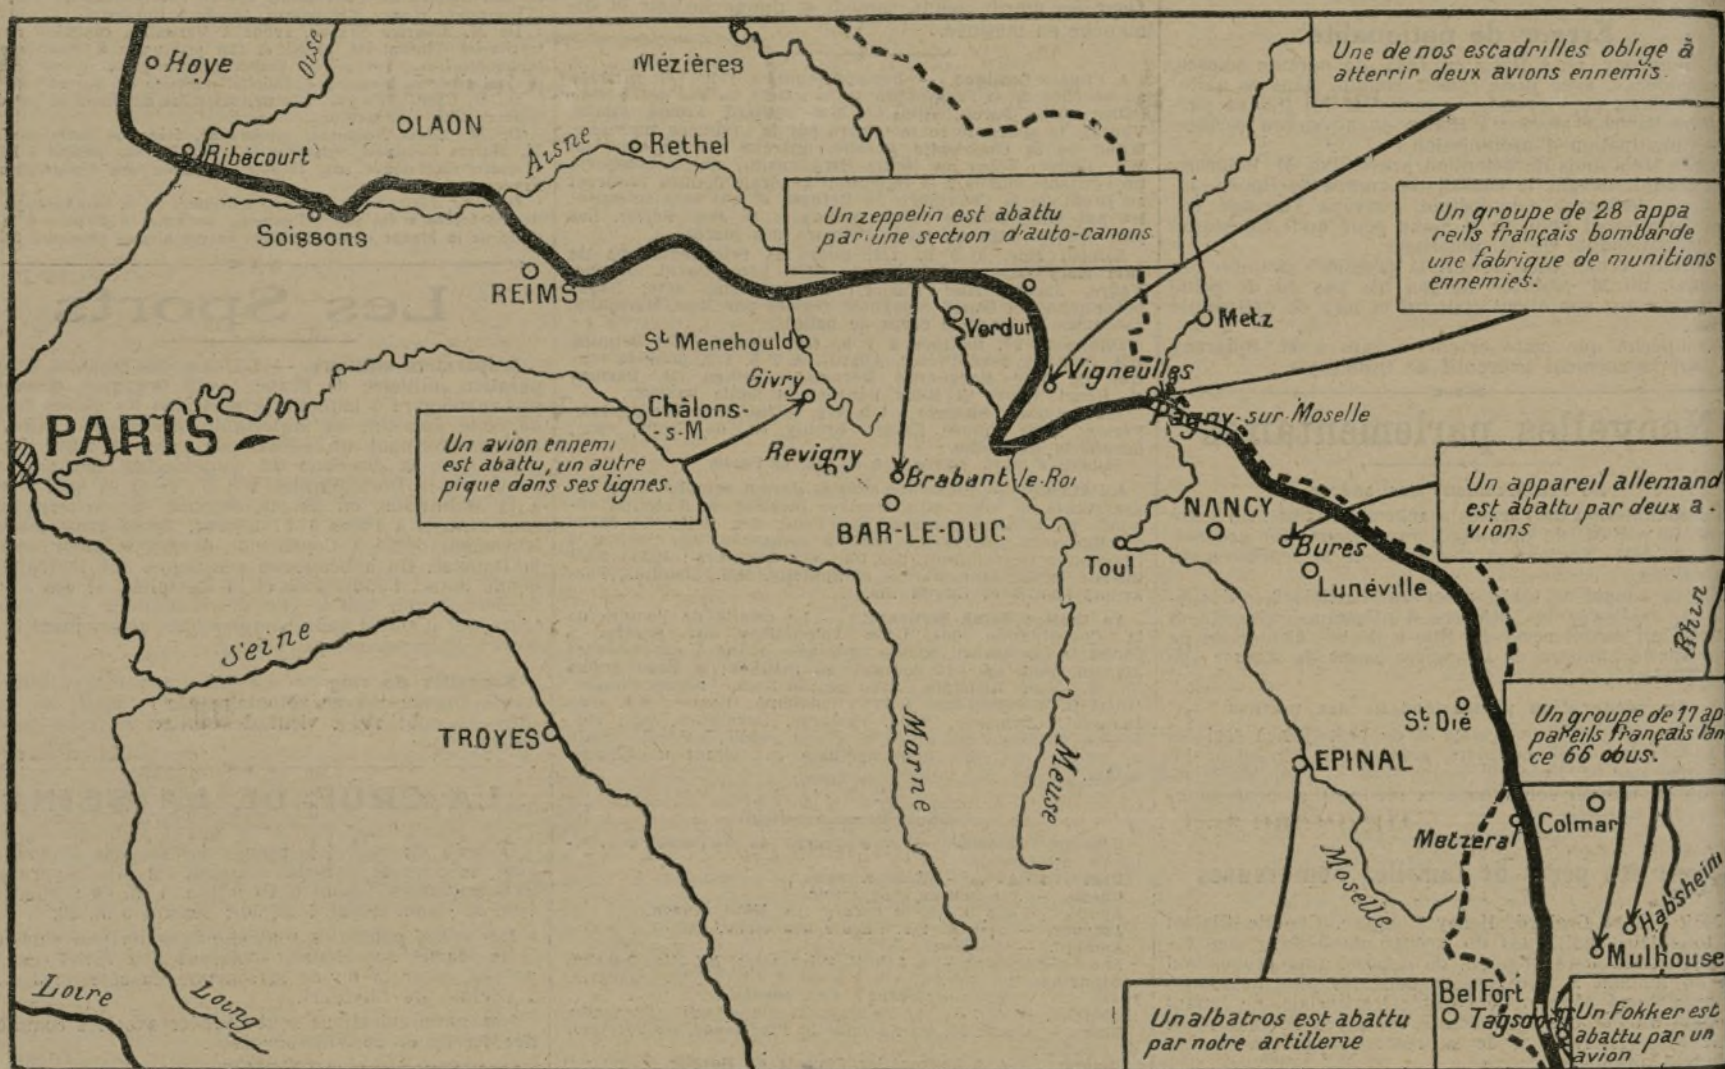 Une de nos escadrilles oblige à
atterrir deux avions ennemis.
Hoye
Oise
Mézières
OLAON
Ribécourt
Aisne
Rethel
Soissons
REIMS
Un zeppelin est abattu
par une section d'auto-canons
Un groupe de 28 appa
reils français bombarde
une fabrique de munitions
ennemies.
Verdun
Metz
St Menehould
Givry
Vigneulles
Pagny-sur-Moselle
PARIS
Châlons-
-s-M
Un avion ennemi
est abattu, un autre
pique dans ses lignes.
Revigny
Brabant-le-Roi
BAR-LE-DUC
NANCY
Toul
Bures
Lunéville
Un appareil allemand
est abattu par deux a-
vions
Rhin
Seine
TROYES
Marne
Meuse
St Dié
EPINAL
Un groupe de 17 ap
pareils français lan
ce 66 obus.
Metzeral
Colmar
Moselle
Habsheim
Mulhouse
Loire
Loing
Un albatros est abattu
par notre artillerie
Belfort
Un Fokker est
abattu par un
avion
Les Sports